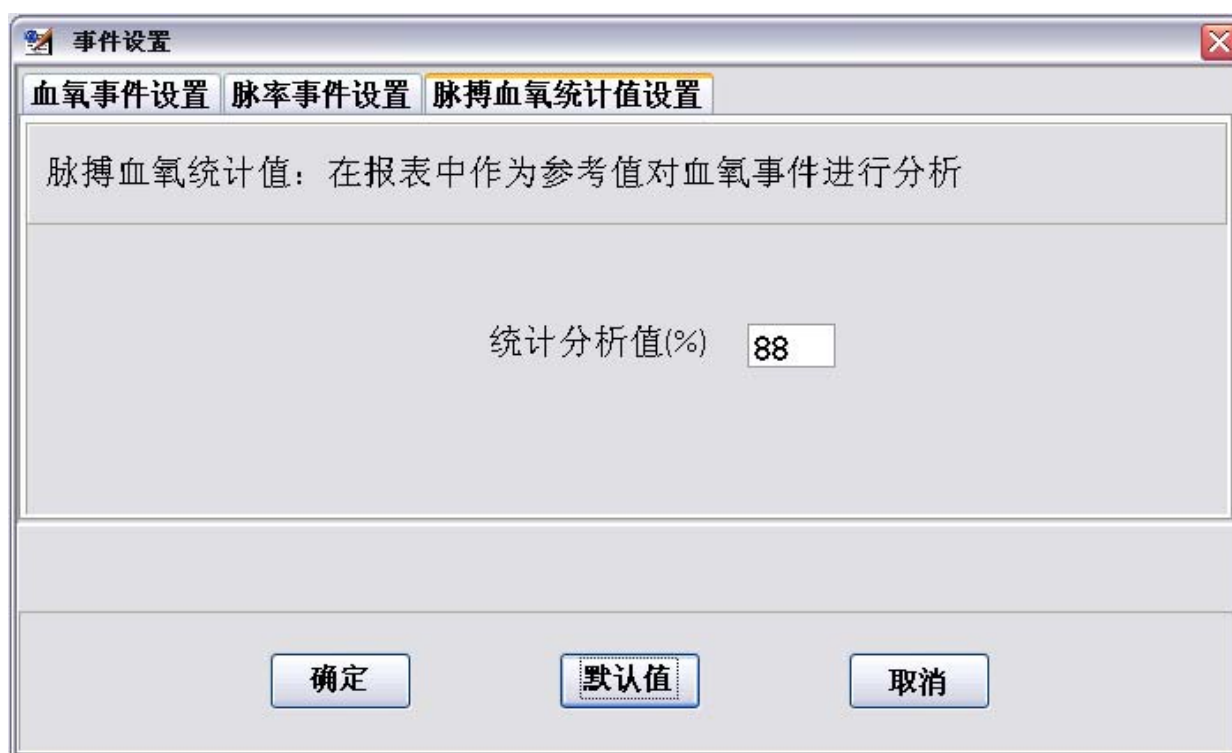 事件设置
血氧事件设置 脉率事件设置 脉搏血氧统计值设置
脉搏血氧统计值：在报表中作为参考值对血氧事件进行分析
统计分析值(%) 88
确定 默认值 取消